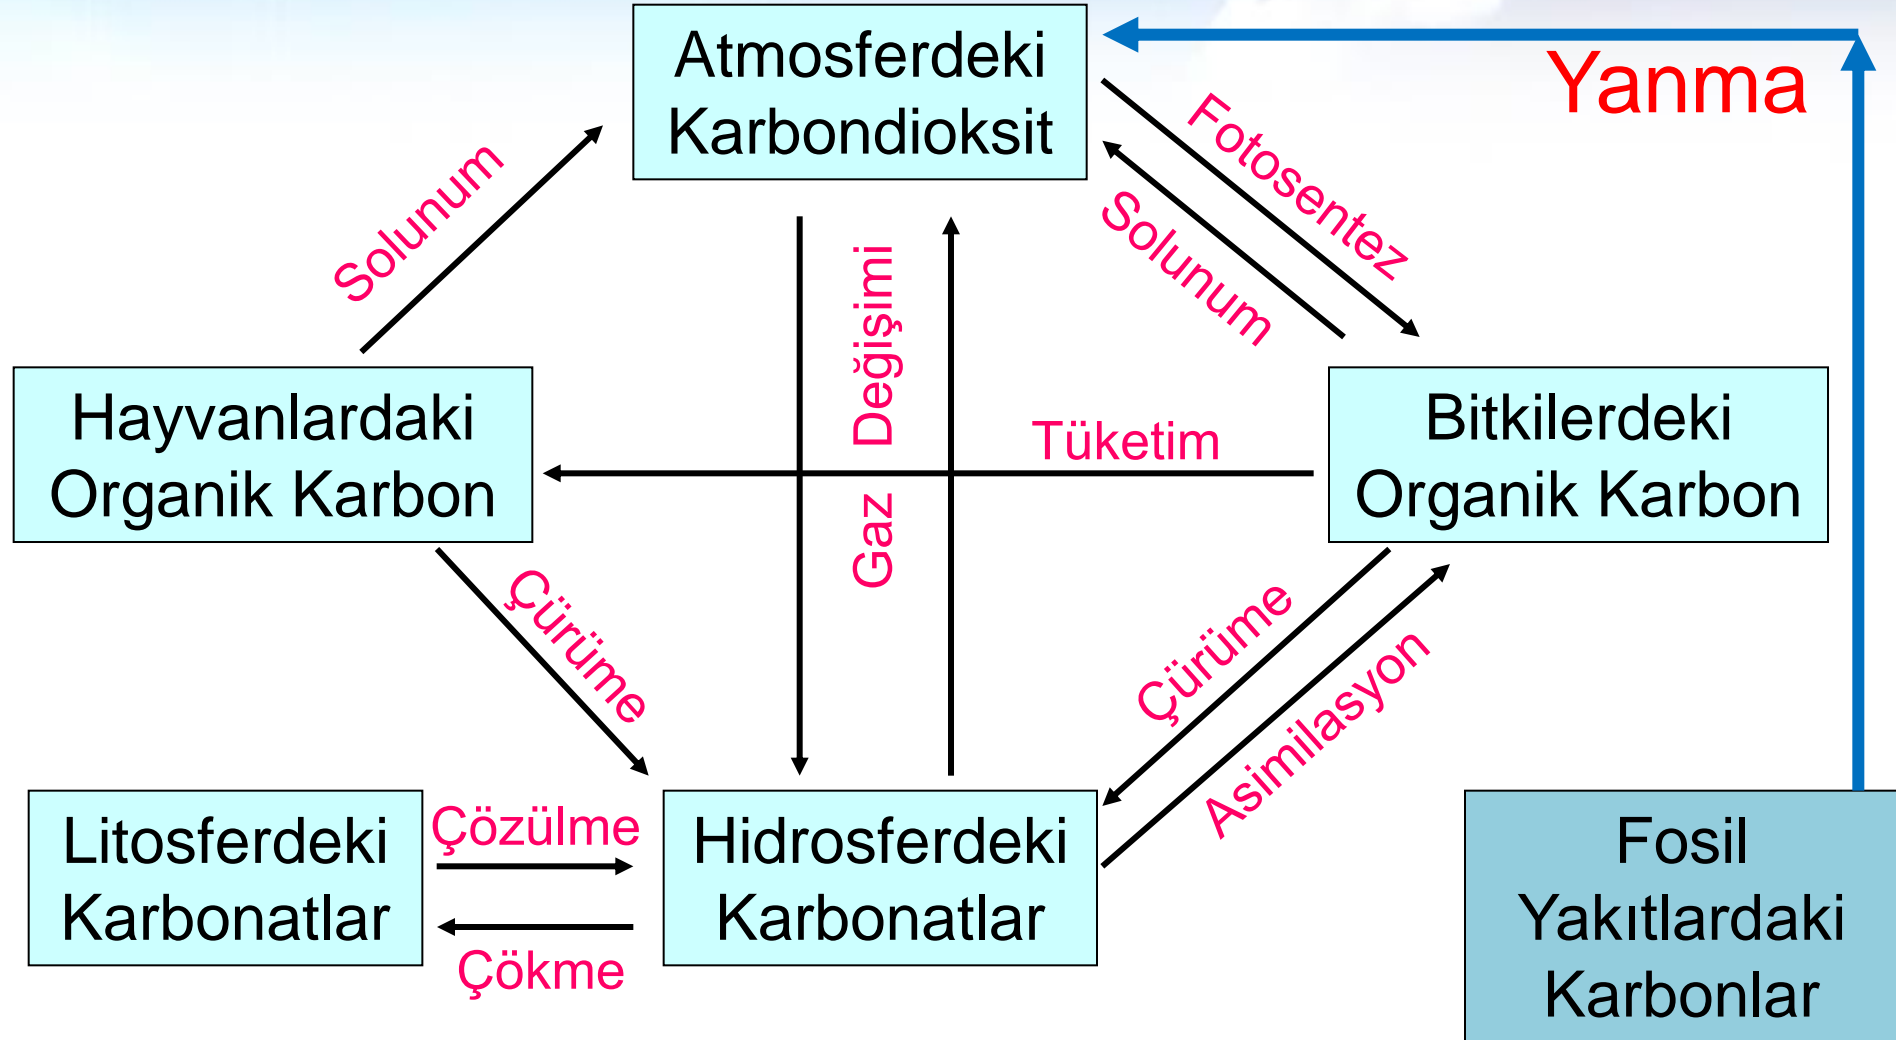 Atmosferdeki
Karbondioksit
Yanma
Fotosentez
Solunum
Solunum
Gaz Değişimi
Hayvanlardaki
Organik Karbon
Tüketim
Bitkilerdeki
Organik Karbon
Çürüme
Çürüme
Asimilasyon
Litosferdeki
Karbonatlar
Çözülme
Çökme
Hidrosferdeki
Karbonatlar
Fosil
Yakıtlardaki
Karbonlar